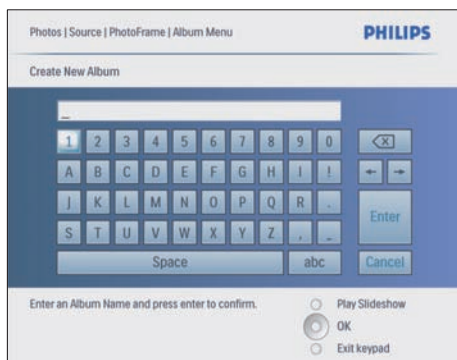 Photos | Source | PhotoFrame | Album Menu PHILIPS
Create New Album
_
1 2 3 4 5 6 7 8 9 0
A B C D E F G H I !
J K L M N O P Q R .
Enter
S T U V W X Y Z , _
Space abc Cancel
Enter an Album Name and press enter to confirm.
Play Slideshow
OK
Exit keypad